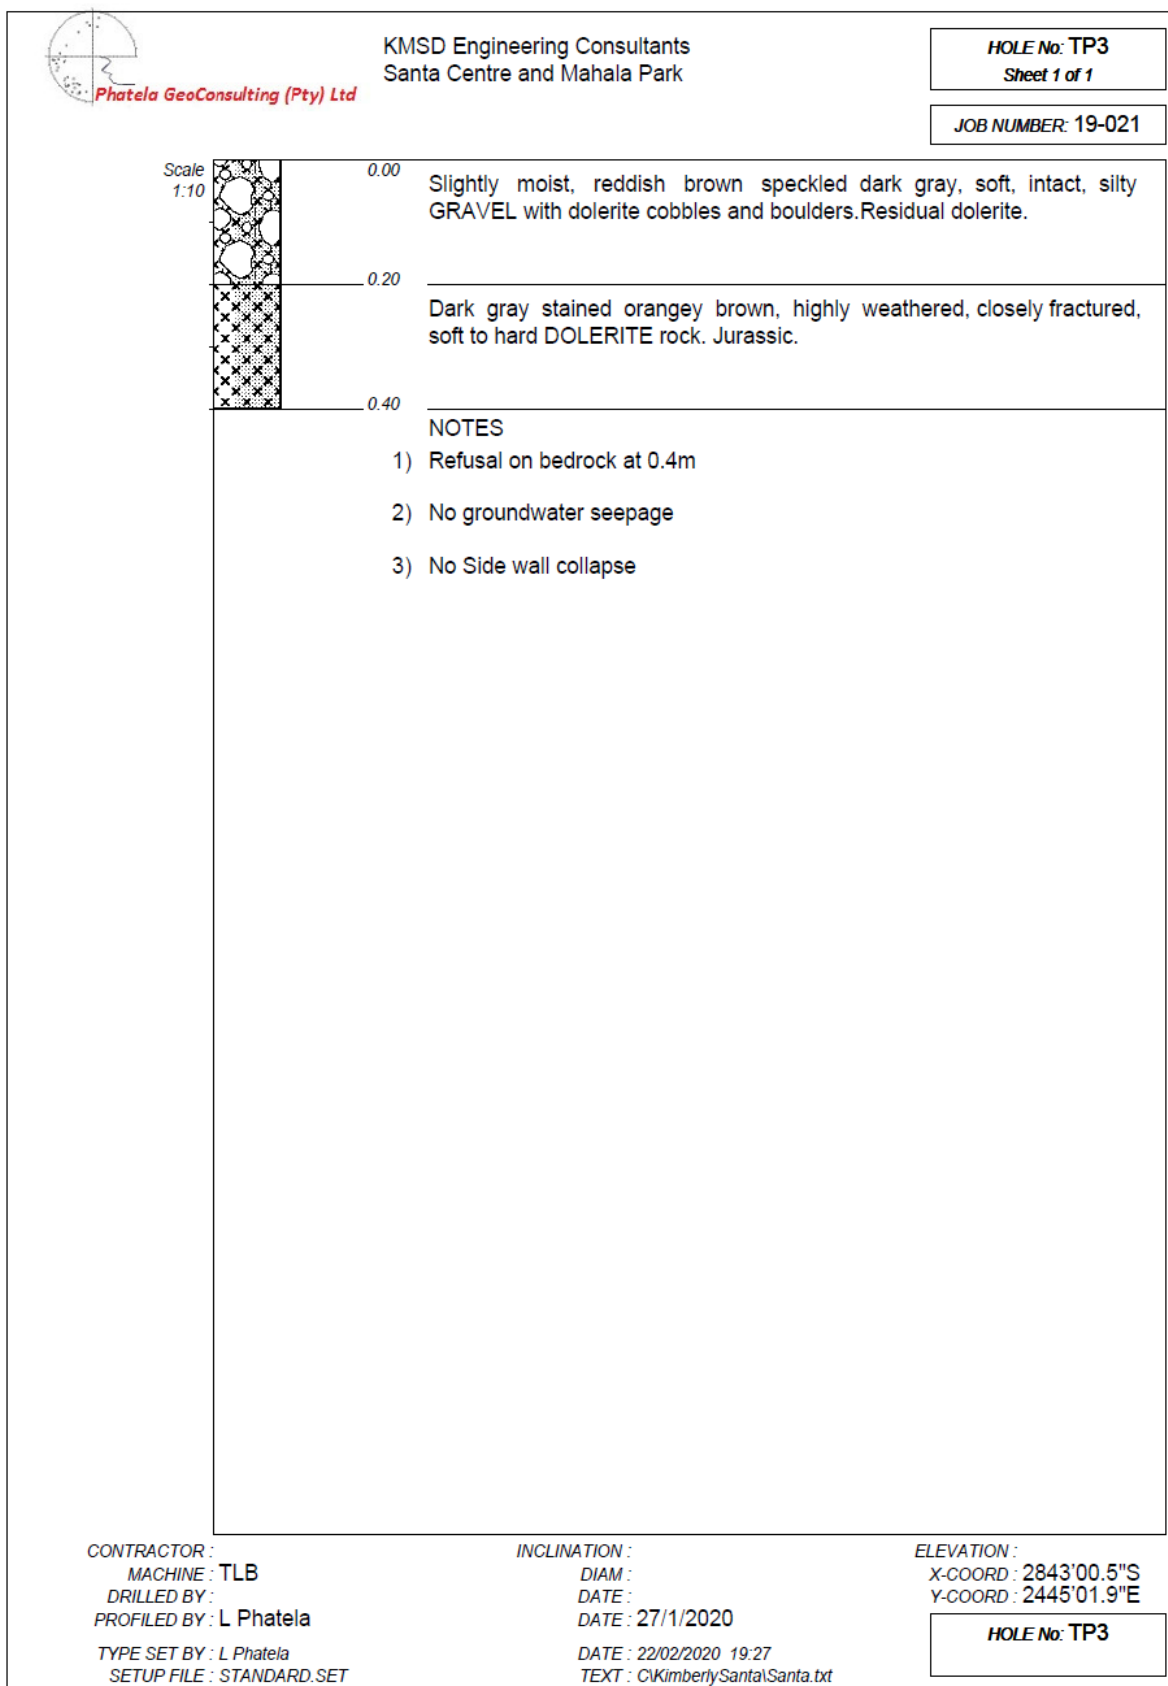 Phatela GeoConsulting (Pty) Ltd
KMSD Engineering Consultants
Santa Centre and Mahala Park
HOLE No: TP3
Sheet 1 of 1
JOB NUMBER: 19-021
Scale
1:10
0.00
Slightly moist, reddish brown speckled dark gray, soft, intact, silty
GRAVEL with dolerite cobbles and boulders.Residual dolerite.
0.20
Dark gray stained orangey brown, highly weathered, closely fractured,
soft to hard DOLERITE rock. Jurassic.
0.40
NOTES
1) Refusal on bedrock at 0.4m
2) No groundwater seepage
3) No Side wall collapse
CONTRACTOR :
MACHINE : TLB
DRILLED BY :
PROFILED BY : L Phatela
TYPE SET BY : L Phatela
SETUP FILE : STANDARD.SET
INCLINATION :
DIAM :
DATE :
DATE : 27/1/2020
DATE : 22/02/2020 19:27
TEXT : C\KimberlySanta\Santa.txt
ELEVATION :
X-COORD : 2843'00.5"S
Y-COORD : 2445'01.9"E
HOLE No: TP3